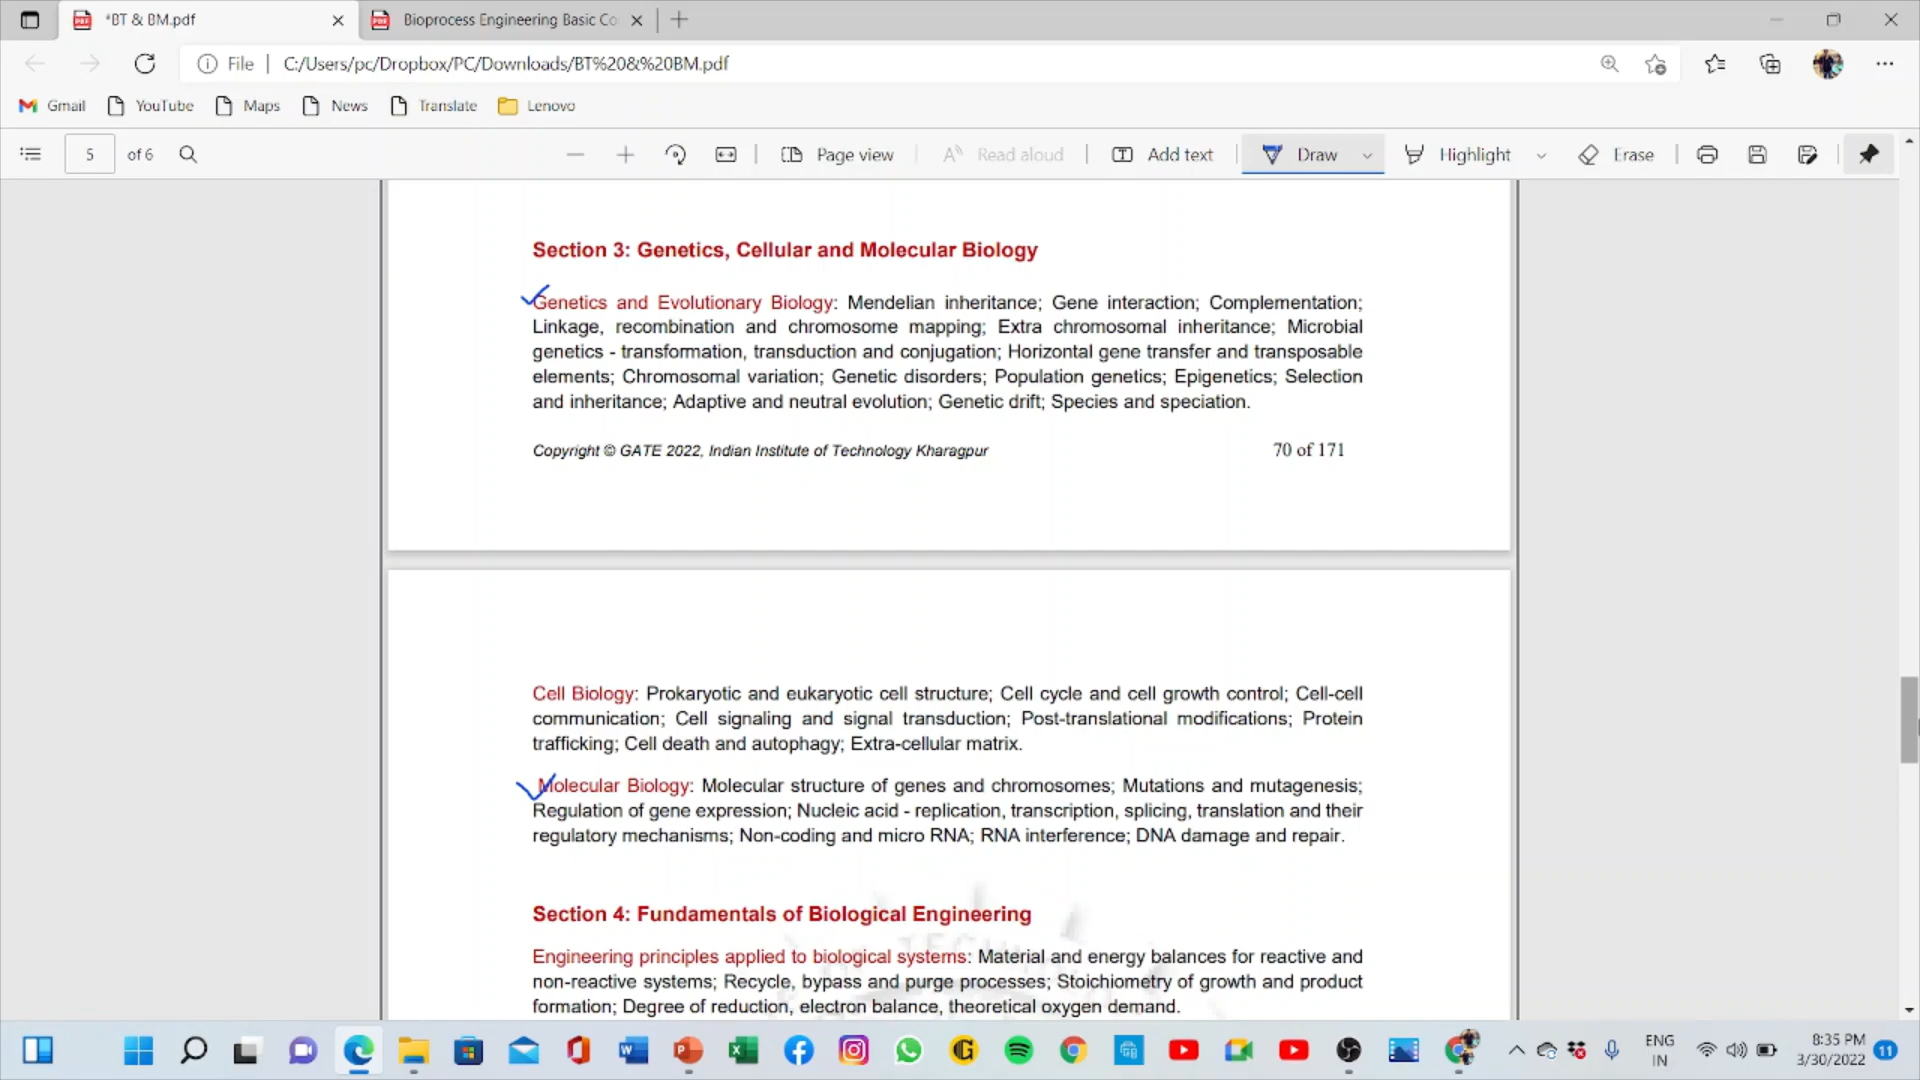 *BT & BM.pdf
Bioprocess Engineering Basic Co
File
C:/Users/pc/Dropbox/PC/Downloads/BT%20&%20BM.pdf
Gmail
YouTube
Maps
News
Translate
Lenovo
5
of 6
Page view
Read aloud
Add text
Draw
Highlight
Erase
Section 3: Genetics, Cellular and Molecular Biology
Genetics and Evolutionary Biology: Mendelian inheritance; Gene interaction; Complementation;
Linkage, recombination and chromosome mapping; Extra chromosomal inheritance; Microbial
genetics - transformation, transduction and conjugation; Horizontal gene transfer and transposable
elements; Chromosomal variation; Genetic disorders; Population genetics; Epigenetics; Selection
and inheritance; Adaptive and neutral evolution; Genetic drift; Species and speciation.
Copyright © GATE 2022, Indian Institute of Technology Kharagpur
70 of 171
Cell Biology: Prokaryotic and eukaryotic cell structure; Cell cycle and cell growth control; Cell-cell
communication; Cell signaling and signal transduction; Post-translational modifications; Protein
trafficking; Cell death and autophagy; Extra-cellular matrix.
Molecular Biology: Molecular structure of genes and chromosomes; Mutations and mutagenesis;
Regulation of gene expression; Nucleic acid - replication, transcription, splicing, translation and their
regulatory mechanisms; Non-coding and micro RNA; RNA interference; DNA damage and repair.
Section 4: Fundamentals of Biological Engineering
Engineering principles applied to biological systems: Material and energy balances for reactive and
non-reactive systems; Recycle, bypass and purge processes; Stoichiometry of growth and product
formation; Degree of reduction, electron balance, theoretical oxygen demand.
ENG
IN
8:35 PM
3/30/2022
11